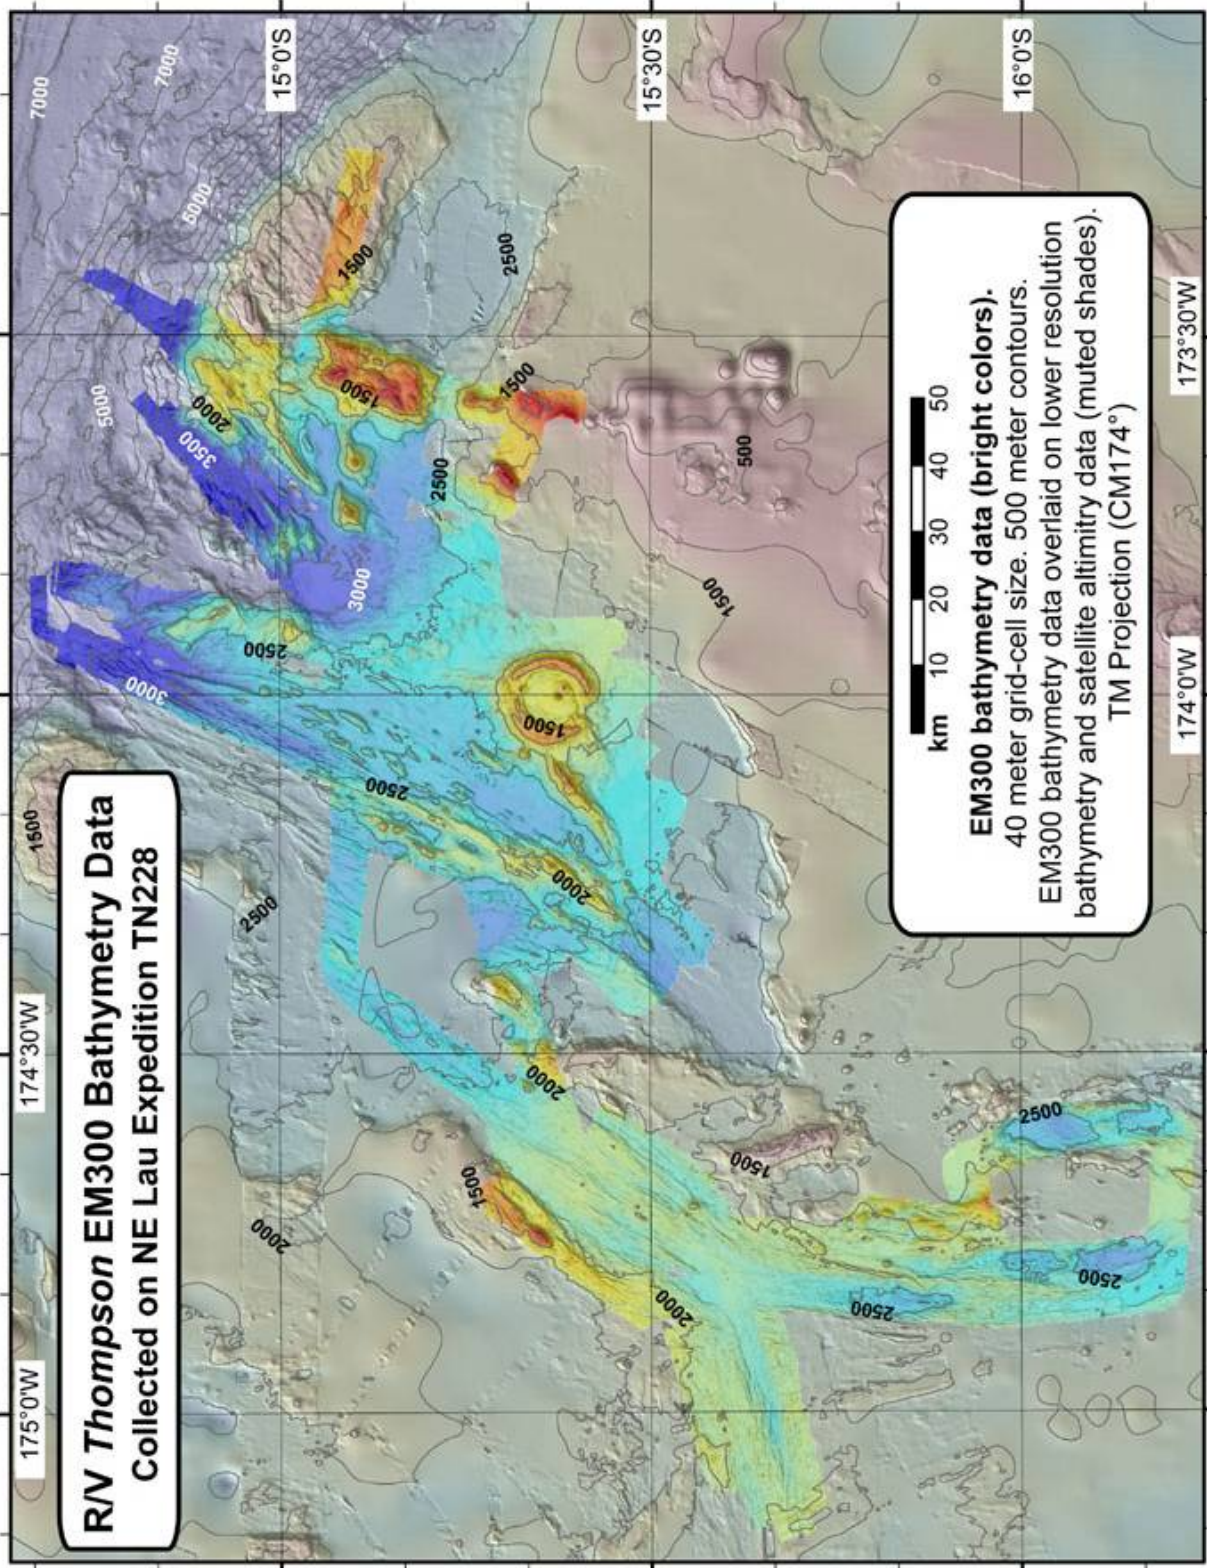 R/V Thompson EM300 Bathymetry Data
Collected on NE Lau Expedition TN228
175°0'W
174°30'W
174°0'W
173°30'W
15°0'S
15°30'S
16°0'S
1500
2500
2000
3000
2500
5000
3500
2000
5000
7000
7000
1500
2500
1500
1500
2500
3000
2500
1500
2500
2000
2000
1500
2000
1500
500
1500
2500
2500
2500
km 10 20 30 40 50
EM300 bathymetry data (bright colors).
40 meter grid-cell size. 500 meter contours.
EM300 bathymetry data overlaid on lower resolution
bathymetry and satellite altimitry data (muted shades).
TM Projection (CM174°)